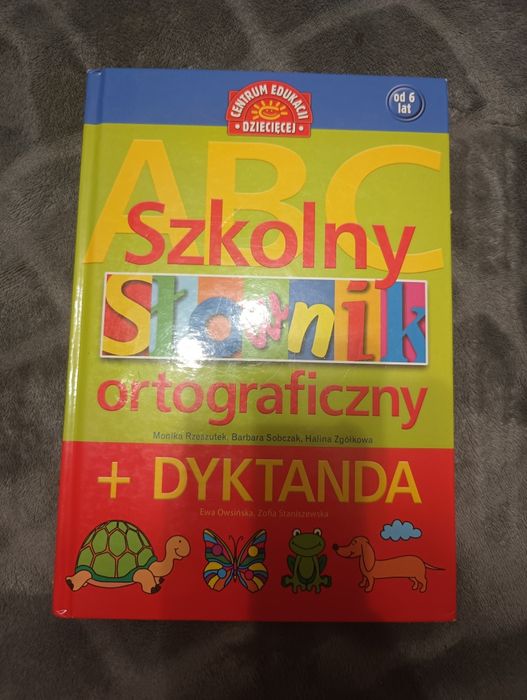 CENTRUM EDUKACJI
DZIECIĘCEJ
od 6
lat
ABC
Szkolny
Słownik
ortograficzny
Monika Rzeszutek, Barbara Sobczak, Halina Zgółkowa
+ DYKTANDA
Ewa Owsińska, Zofia Staniszewska